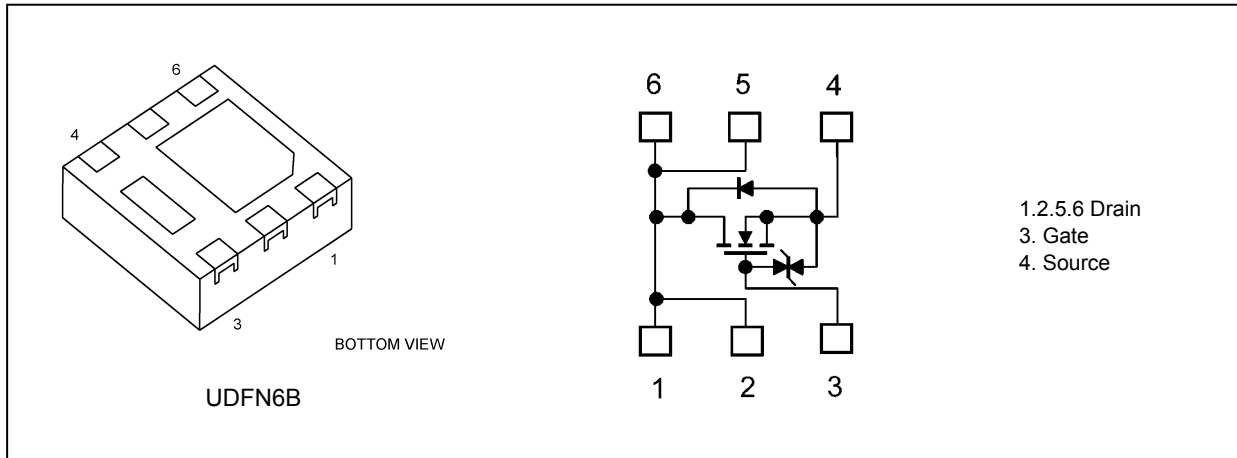 6
4
1
3
BOTTOM VIEW
UDFN6B
6 5 4
1 2 3
1.2.5.6 Drain
3. Gate
4. Source